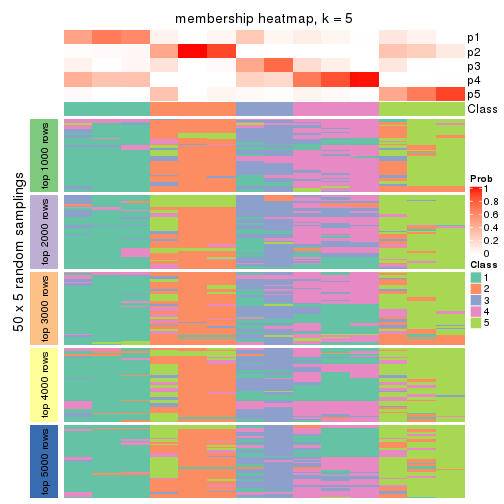 membership heatmap, k = 5
p1
p2
p3
p4
p5
Class
50 x 5 random samplings
top 1000 rows
top 2000 rows
top 3000 rows
top 4000 rows
top 5000 rows
Prob
1
0.8
0.6
0.4
0.2
0
Class
1
2
3
4
5